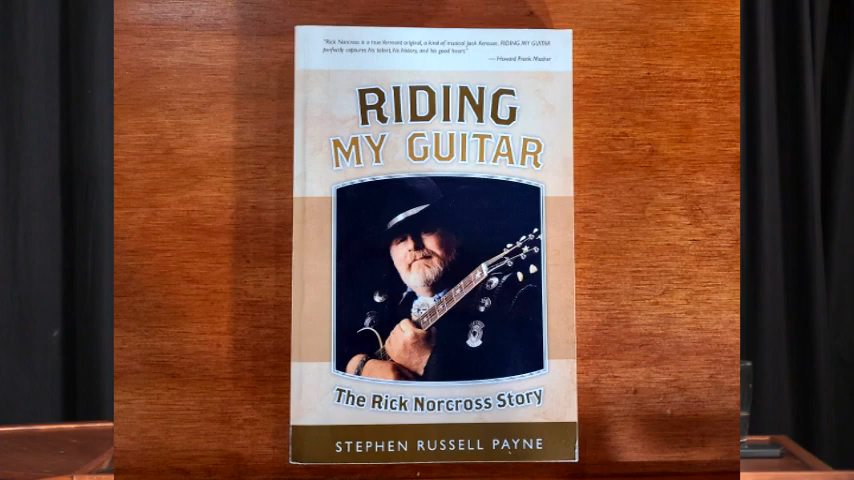 "Rick Norcross is a true Vermont original, a kind of musical Jack Kerouac. RIDING MY GUITAR
perfectly captures his talent, his history, and his good heart."
— Howard Frank Mosher
RIDING
MY GUITAR
The Rick Norcross Story
STEPHEN RUSSELL PAYNE